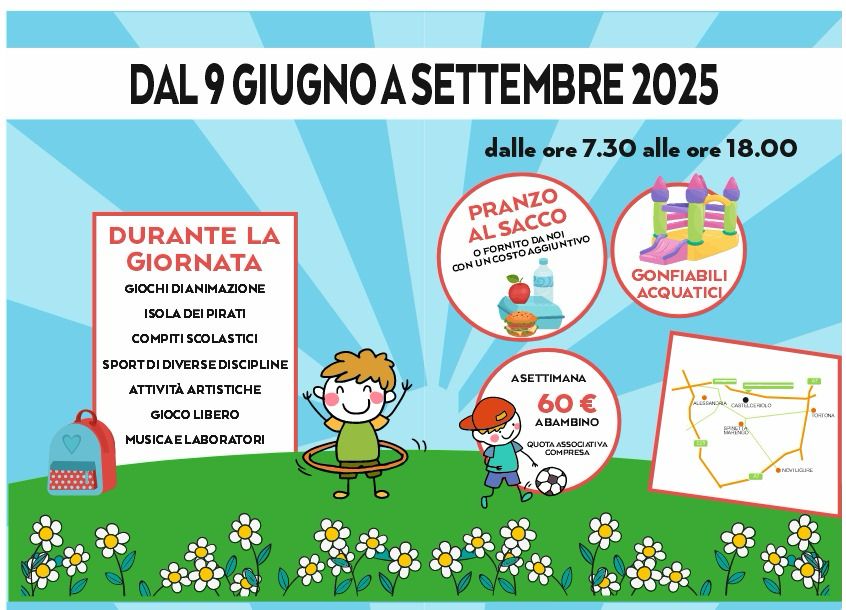 DAL 9 GIUGNO A SETTEMBRE 2025
dalle ore 7.30 alle ore 18.00
DURANTE LA
GIORNATA
GIOCHI DI ANIMAZIONE
ISOLA DEI PIRATI
COMPITI SCOLASTICI
SPORT DI DIVERSE DISCIPLINE
ATTIVITÀ ARTISTICHE
GIOCO LIBERO
MUSICA E LABORATORI
PRANZO
AL SACCO
O FORNITO DA NOI
CON UN COSTO AGGIUNTIVO
GONFIABILI
ACQUATICI
A SETTIMANA
60 €
A BAMBINO
QUOTA ASSOCIATIVA
COMPRESA
A7
ALESSANDRIA
CASTELCERIOLO
TORTONA
SPINETTA
MARENGO
NOVI LIGURE